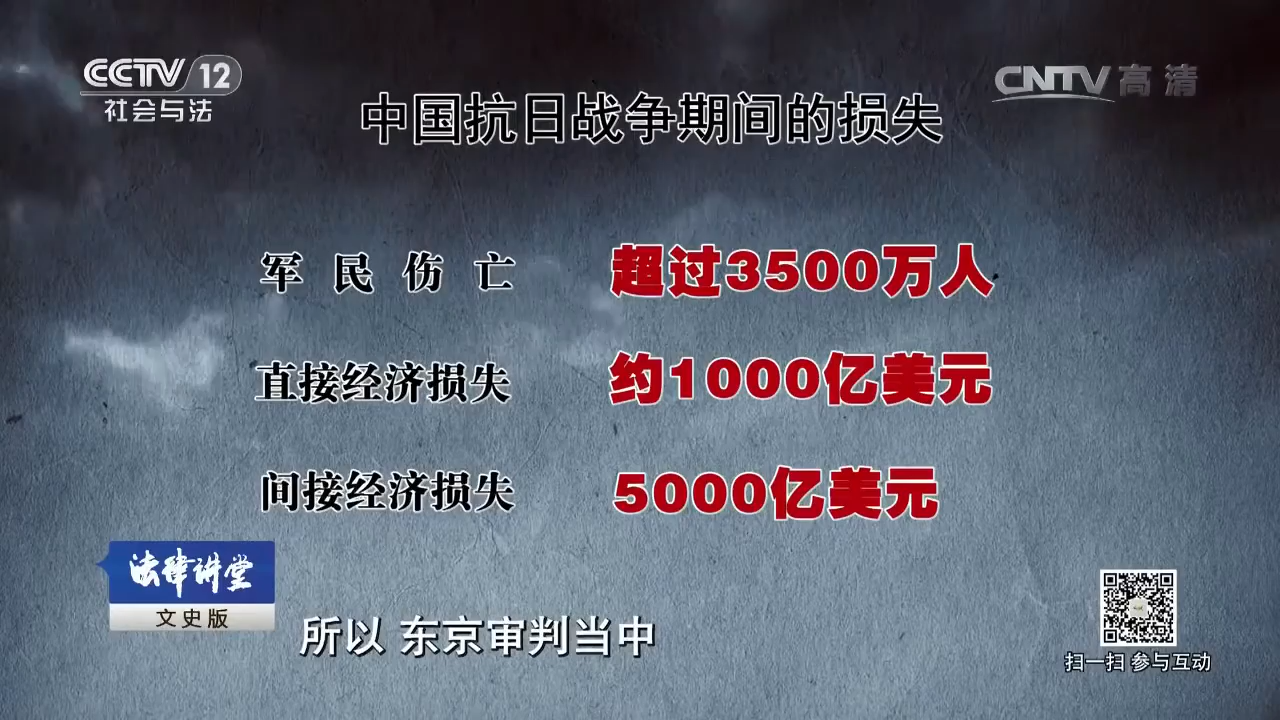 CCTV 12
社会与法
CNTV高清
中国抗日战争期间的损失
军民伤亡 超过3500万人
直接经济损失 约1000亿美元
间接经济损失 5000亿美元
法律讲堂
文史版
所以 东京审判当中
扫一扫 参与互动